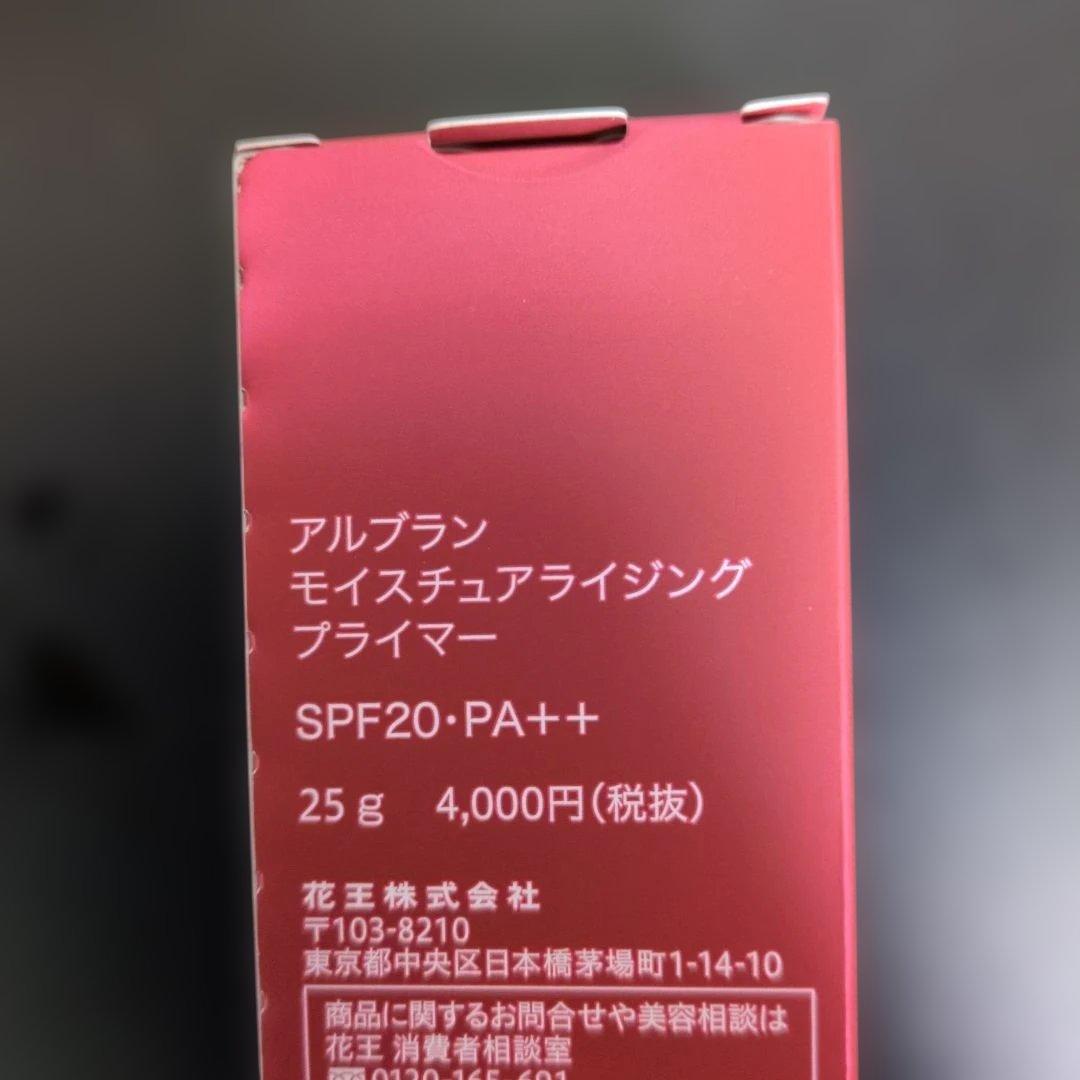 アルブラン
モイスチュアライジング
プライマー
SPF20・PA++
25g 4,000円(税抜)
花王株式会社
〒103-8210
東京都中央区日本橋茅場町1-14-10
商品に関するお問合せや美容相談は
花王 消費者相談室
0120-165-691